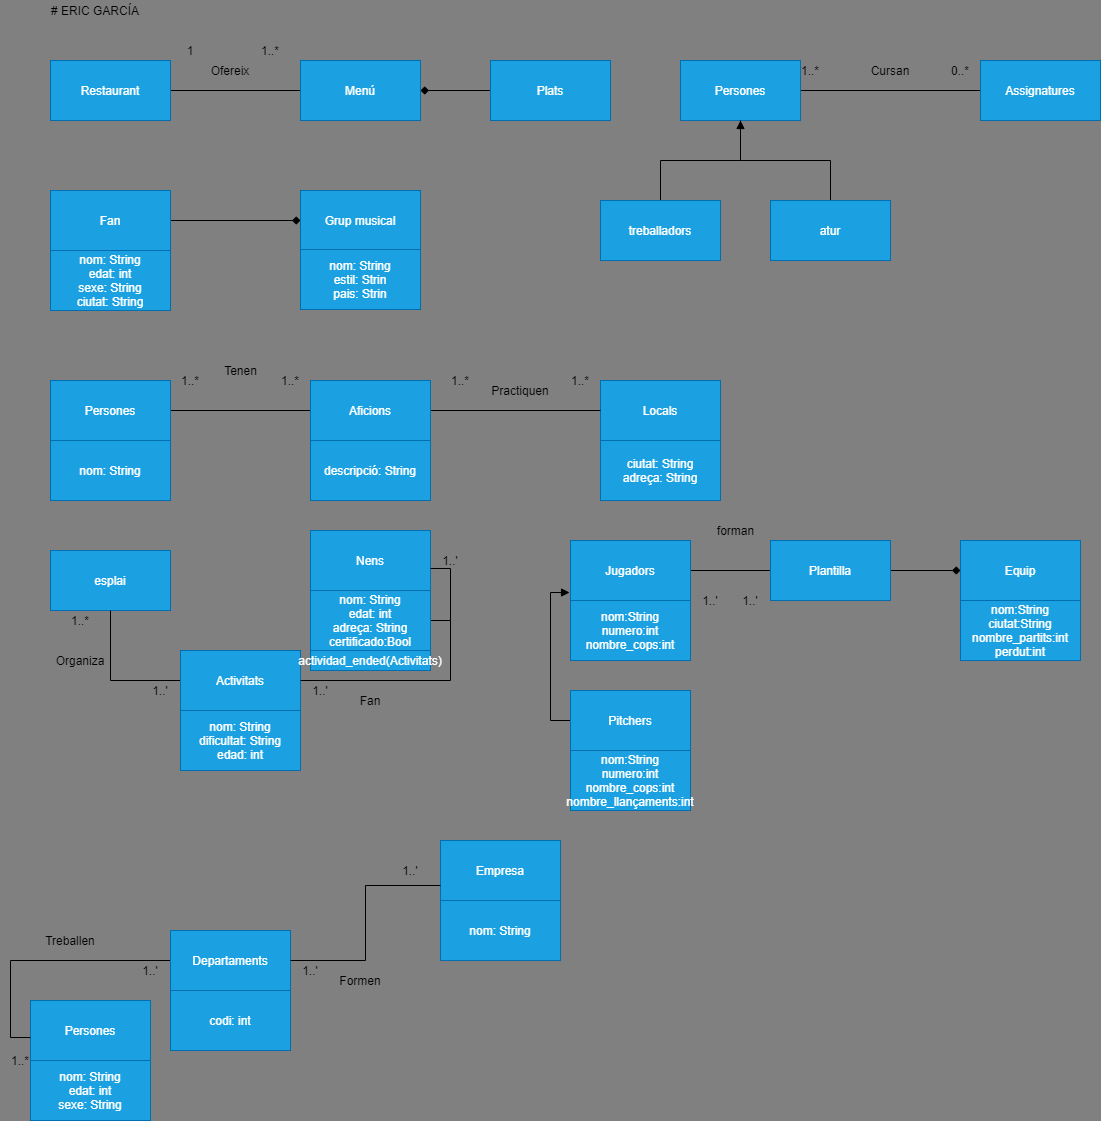 # ERIC GARCÍA
1
1..*
Ofereix
Restaurant
Menú
Plats
Persones
1..*
Cursan
0..*
Assignatures
treballadors
atur
Fan
nom: String
edat: int
sexe: String
ciutat: String
Grup musical
nom: String
estil: Strin
pais: Strin
Persones
nom: String
1..*
Tenen
1..*
Aficions
descripció: String
1..*
Practiquen
1..*
Locals
ciutat: String
adreça: String
esplai
1..*
Organiza
1..'
Activitats
nom: String
dificultat: String
edad: int
1..'
Fan
Nens
1..'
nom: String
edat: int
adreça: String
certificado:Bool
actividad_ended(Activitats)
Jugadors
nom:String
numero:int
nombre_cops:int
forman
1..'
1..'
Plantilla
Equip
nom:String
ciutat:String
nombre_partits:int
perdut:int
Pitchers
nom:String
numero:int
nombre_cops:int
nombre_llançaments:int
Empresa
nom: String
1..'
Formen
1..'
Departaments
codi: int
1..'
Treballen
1..*
Persones
nom: String
edat: int
sexe: String